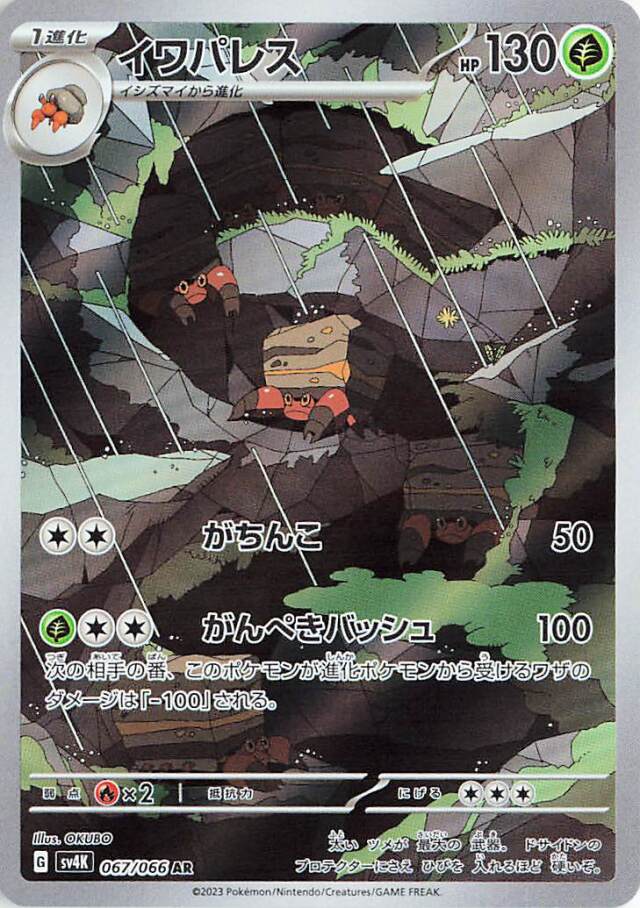 1進化
イワパレス
HP 130
イシズマイから進化
がちんこ 50
がんぺきバッシュ 100
次の相手の番、このポケモンが進化ポケモンから受けるワザの
ダメージは「-100」される。
弱点 ×2 抵抗力 にげる
Illus. OKUBO
G sv4K 067/066 AR
太い ツメが 最大の 武器。 ドサイドンの
プロテクターにさえ ひびを 入れるほど 硬いぞ。
©2023 Pokémon/Nintendo/Creatures/GAME FREAK.